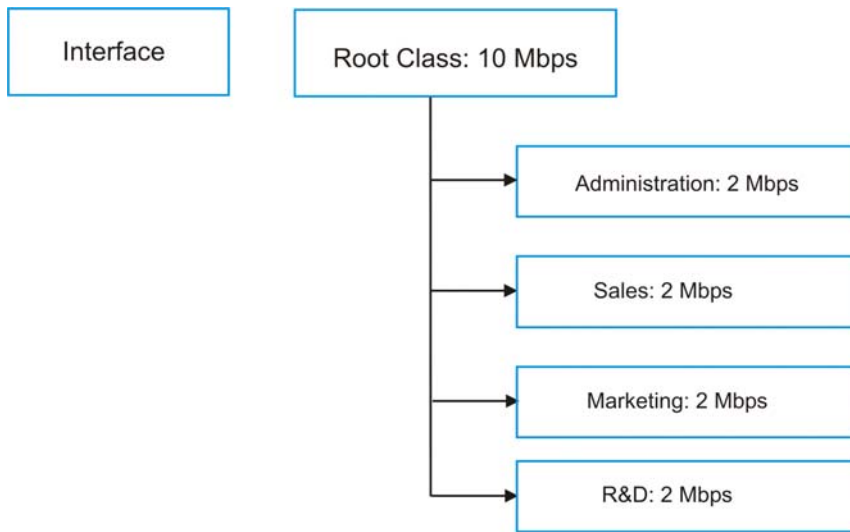 Interface
Root Class: 10 Mbps
Administration: 2 Mbps
Sales: 2 Mbps
Marketing: 2 Mbps
R&D: 2 Mbps